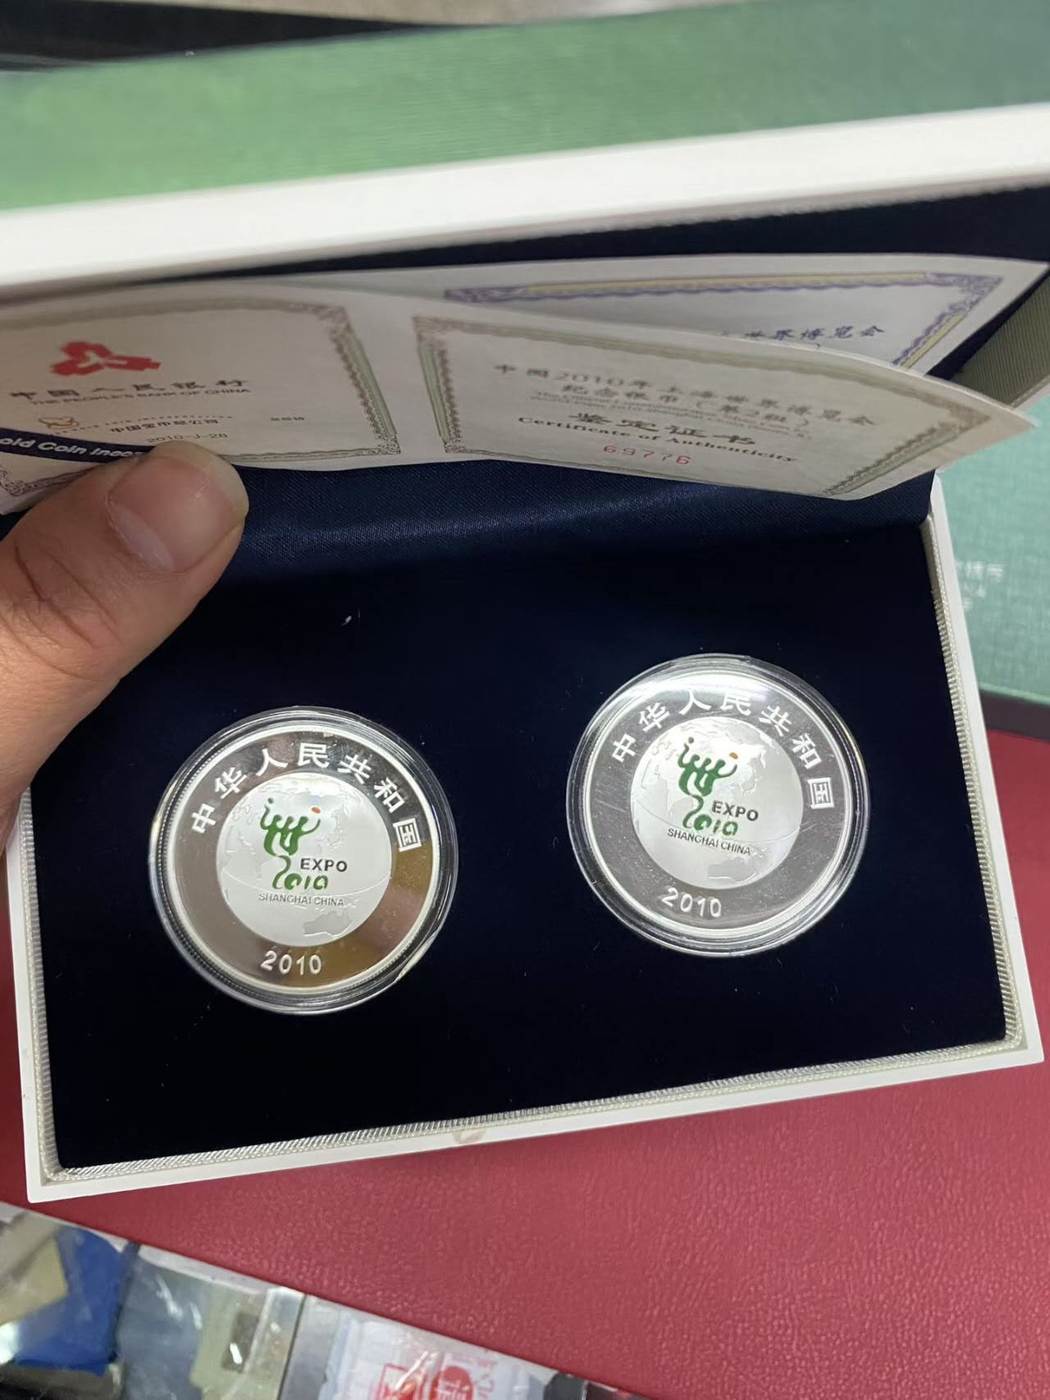 世界博览会
中国人民银行
THE PEOPLE'S BANK OF CHINA
中国金币总公司
old Coin Inco
中国2010年上海世界博览会
纪念银币（第2组）
鉴定证书
Certificate of Authenticity
69776
中华人民共和国
EXPO
2010
SHANGHAI CHINA
2010
中华人民共和国
EXPO
2010
SHANGHAI CHINA
2010